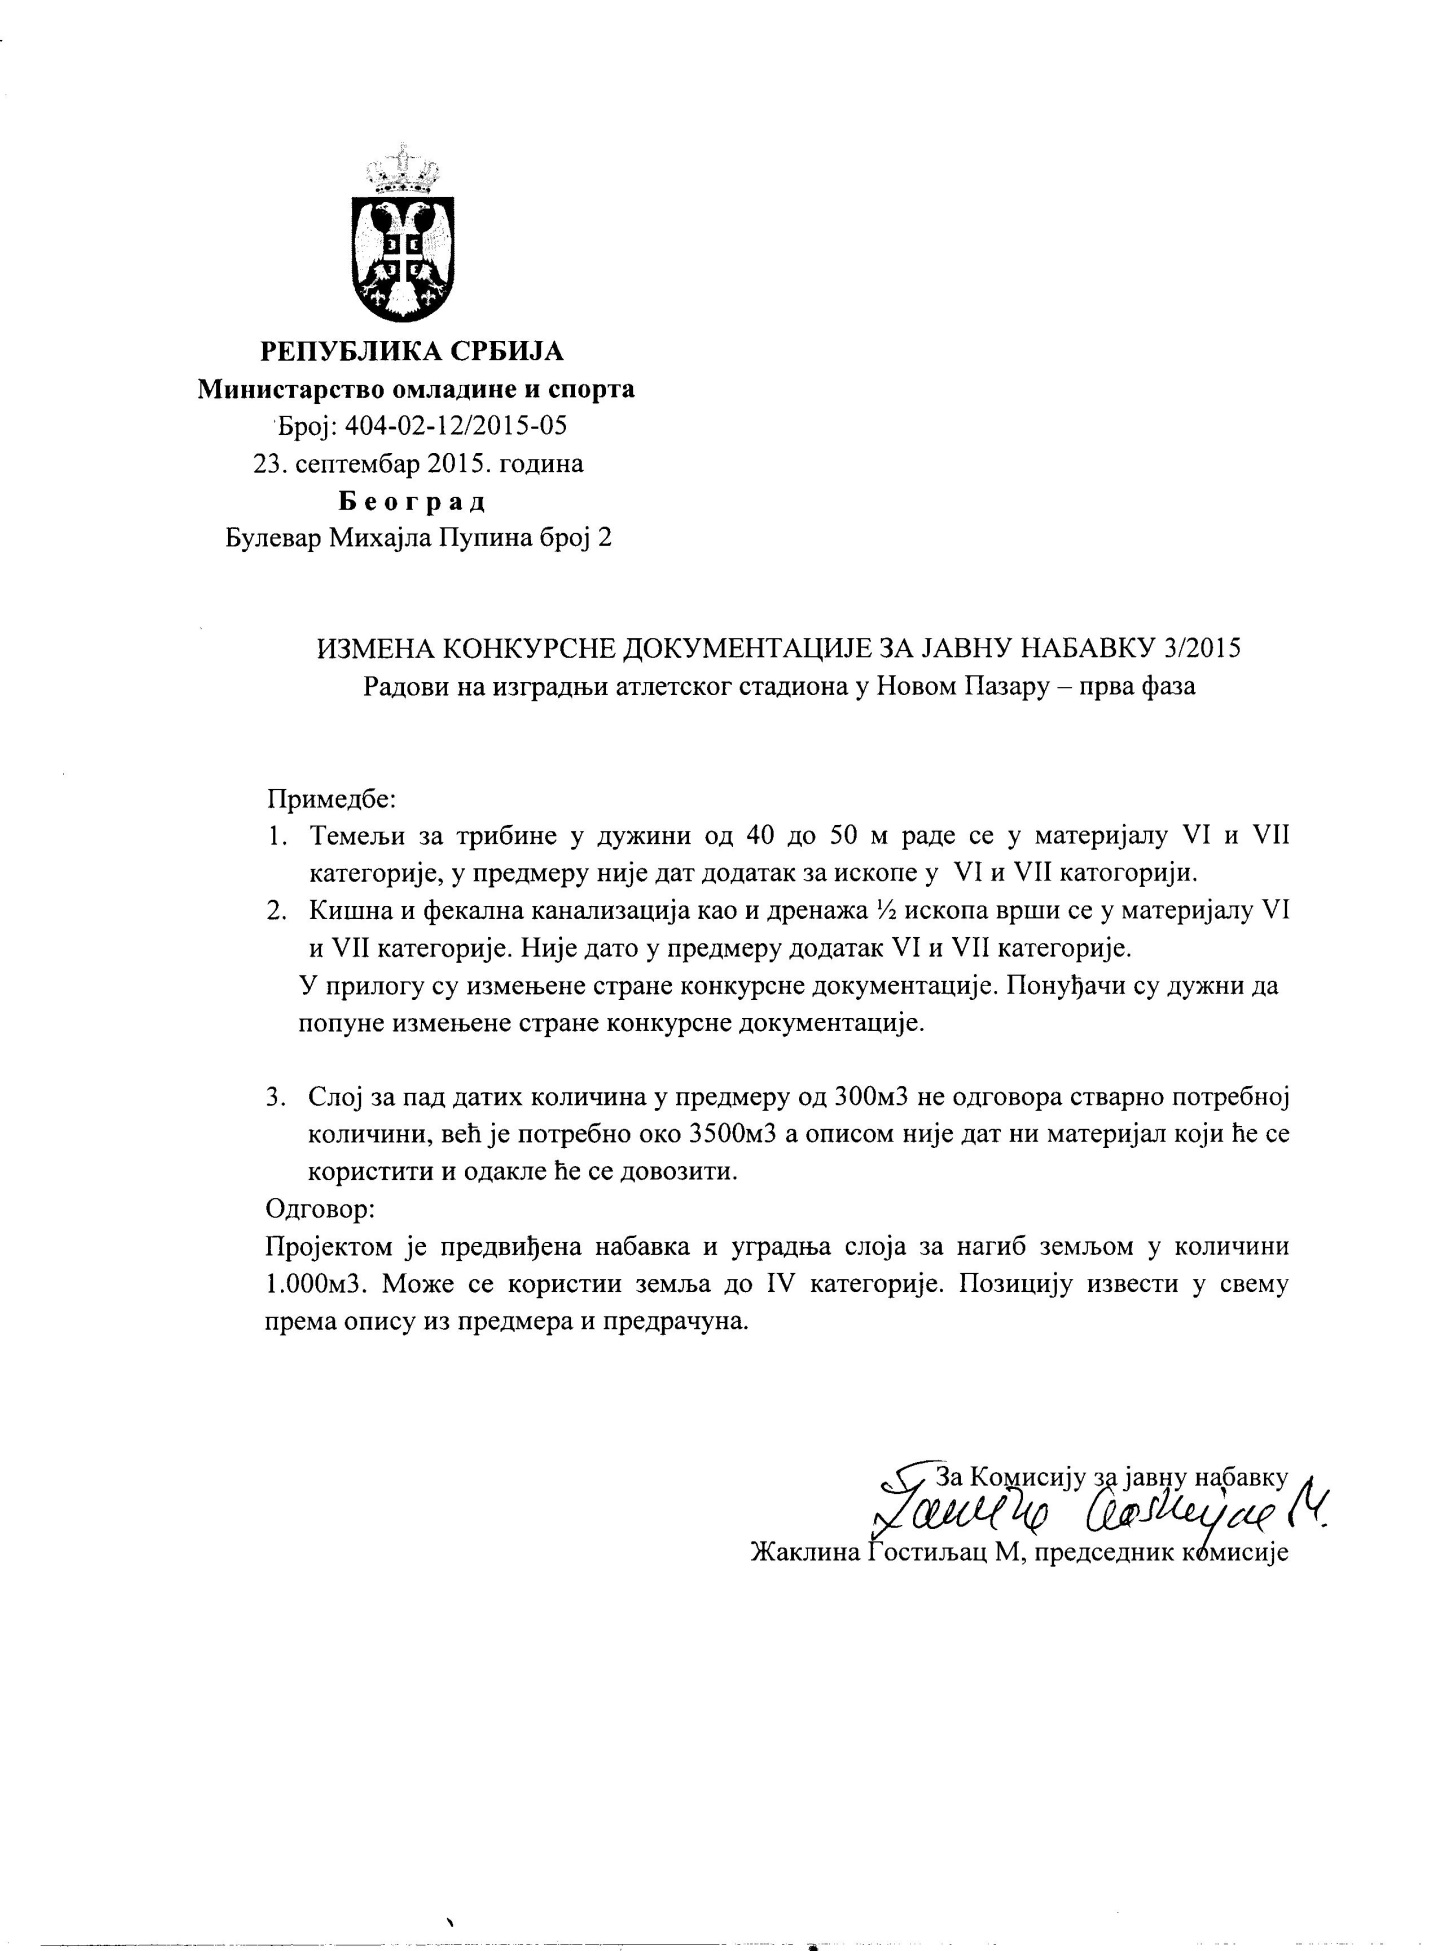 РЕПУБЛИКА СРБИЈА
Министарство омладине и спорта
Број: 404-02-12/2015-05
23. септембар 2015. година
Б е о г р а д
Булевар Михајла Пупина број 2
ИЗМЕНА КОНКУРСНЕ ДОКУМЕНТАЦИЈЕ ЗА ЈАВНУ НАБАВКУ 3/2015
Радови на изградњи атлетског стадиона у Новом Пазару – прва фаза
Примедбе:
1. Темељи за трибине у дужини од 40 до 50 м раде се у материјалу VI и VII
категорије, у предмеру није дат додатак за ископе у VI и VII катогорији.
2. Кишна и фекална канализација као и дренажа ½ ископа врши се у материјалу VI
и VII категорије. Није дато у предмеру додатак VI и VII категорије.
У прилогу су измењене стране конкурсне документације. Понуђачи су дужни да
попуне измењене стране конкурсне документације.
3. Слој за пад датих количина у предмеру од 300м3 не одговора стварно потребној
количини, већ је потребно око 3500м3 а описом није дат ни материјал који ће се
користити и одакле ће се довозити.
Одговор:
Пројектом је предвиђена набавка и уградња слоја за нагиб земљом у количини
1.000м3. Може се користии земља до IV категорије. Позицију извести у свему
према опису из предмера и предрачуна.
За Комисију за јавну набавку
Жаклина Гостиљац М, председник комисије